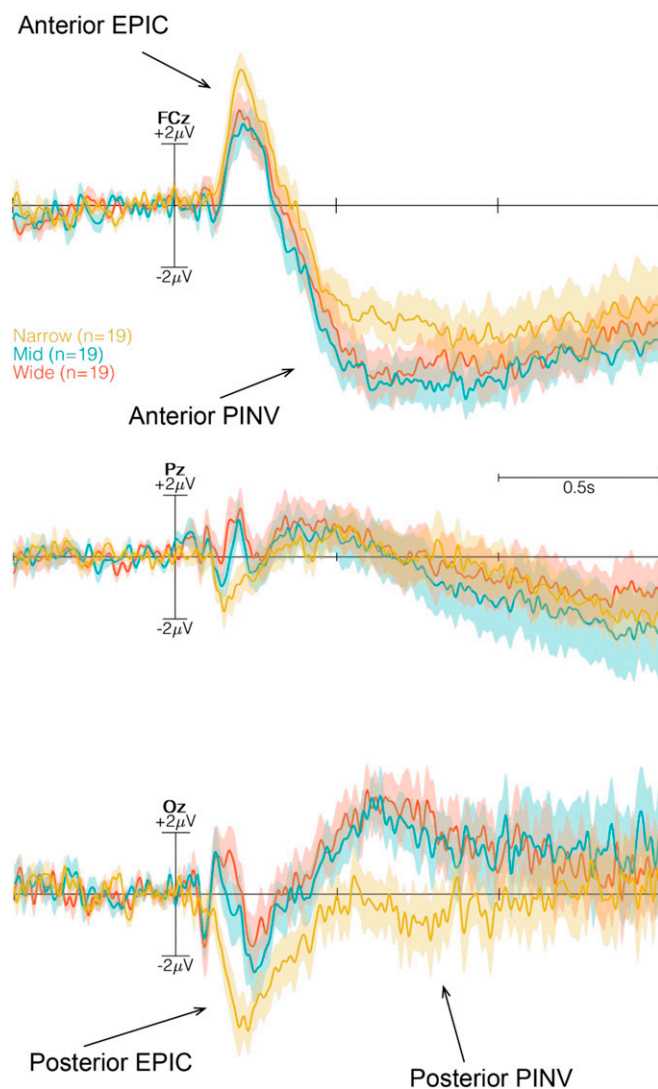 Anterior EPIC
FCz
+2µV
-2µV
Narrow (n=19)
Mid (n=19)
Wide (n=19)
Anterior PINV
Pz
+2µV
0.5s
-2µV
Oz
+2µV
-2µV
Posterior EPIC
Posterior PINV